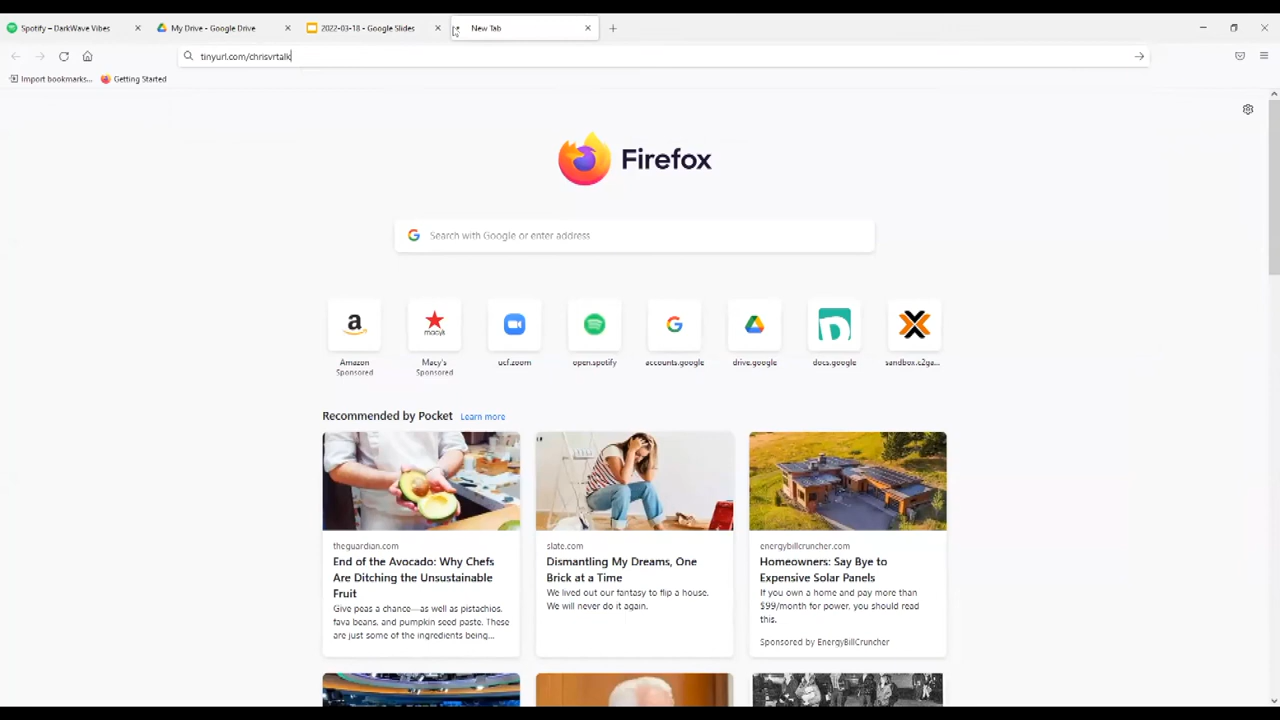 Spotify – DarkWave Vibes
My Drive - Google Drive
2022-03-18 - Google Slides
New Tab
tinyurl.com/chrisvrtalk
Import bookmarks...
Getting Started
Firefox
Search with Google or enter address
Amazon
Sponsored
macy's
Macy's
Sponsored
ucf.zoom
open.spotify
accounts.google
drive.google
docs.google
sandbox.c2ga...
Recommended by Pocket Learn more
theguardian.com
End of the Avocado: Why Chefs
Are Ditching the Unsustainable
Fruit
Give peas a chance—as well as pistachios,
fava beans, and pumpkin seed paste. These
are just some of the ingredients being...
slate.com
Dismantling My Dreams, One
Brick at a Time
We lived out our fantasy to flip a house.
We will never do it again.
energybillcruncher.com
Homeowners: Say Bye to
Expensive Solar Panels
If you own a home and pay more than
$99/month for power, you should read
this.
Sponsored by EnergyBillCruncher